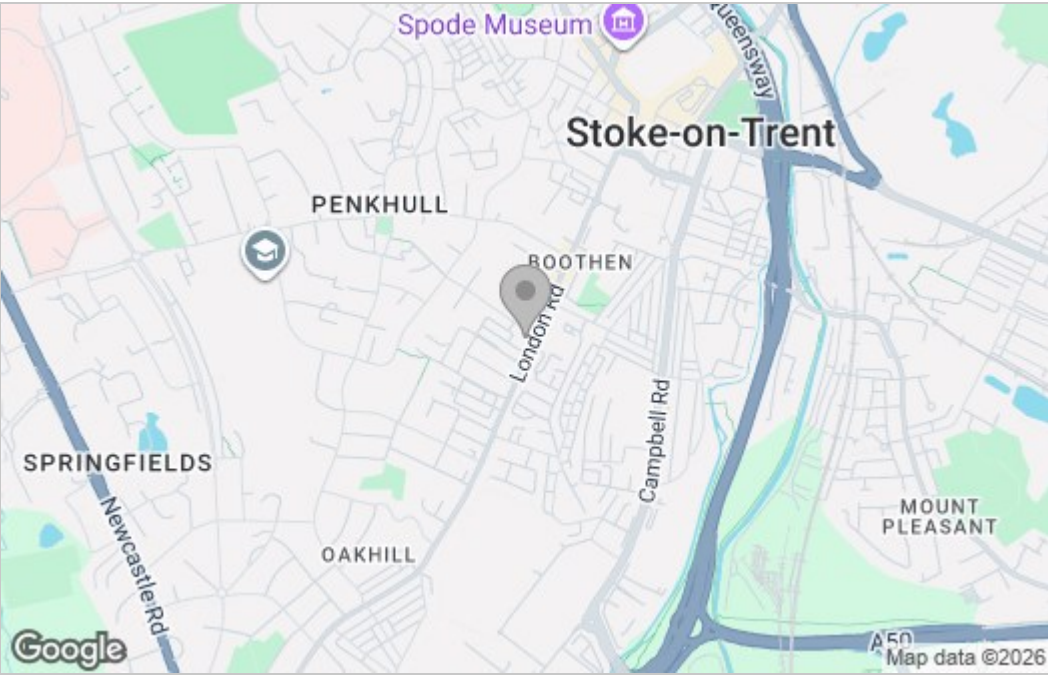 Spode Museum
Queensway
Stoke-on-Trent
PENKHULL
BOOTHEN
London Rd
Campbell Rd
SPRINGFIELDS
Newcastle Rd
MOUNT
PLEASANT
OAKHILL
A50
Google
Map data ©2026